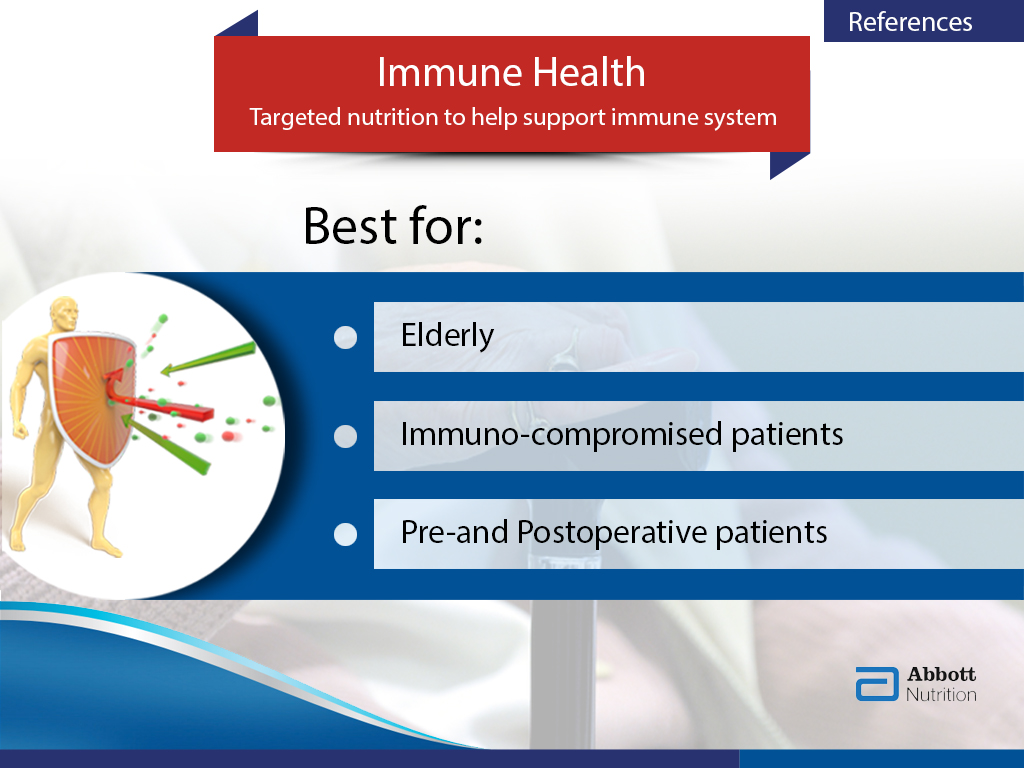 References
Immune Health
Targeted nutrition to help support immune system
Best for:
Elderly
Immuno-compromised patients
Pre-and Postoperative patients
Abbott
Nutrition